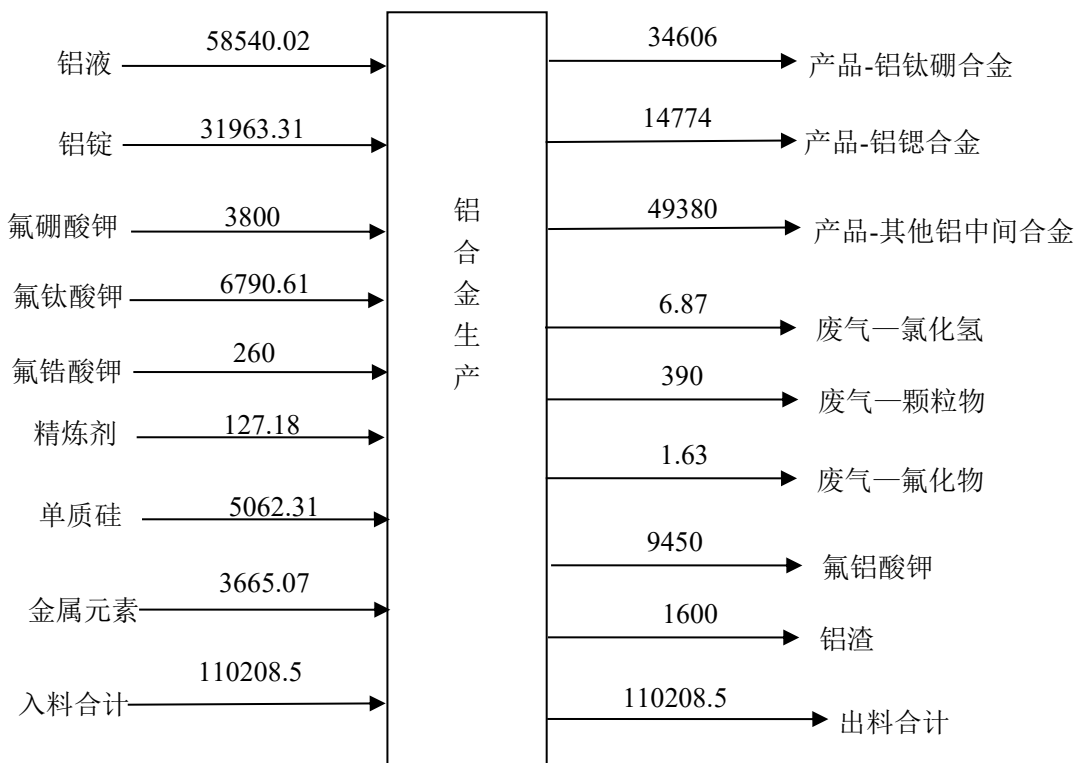 58540.02
铝液
31963.31
铝锭
3800
氟硼酸钾
6790.61
氟钛酸钾
260
氟锆酸钾
127.18
精炼剂
5062.31
单质硅
3665.07
金属元素
110208.5
入料合计
铝
合
金
生
产
34606
产品-铝钛硼合金
14774
产品-铝锶合金
49380
产品-其他铝中间合金
6.87
废气—氯化氢
390
废气—颗粒物
1.63
废气—氟化物
9450
氟铝酸钾
1600
铝渣
110208.5
出料合计